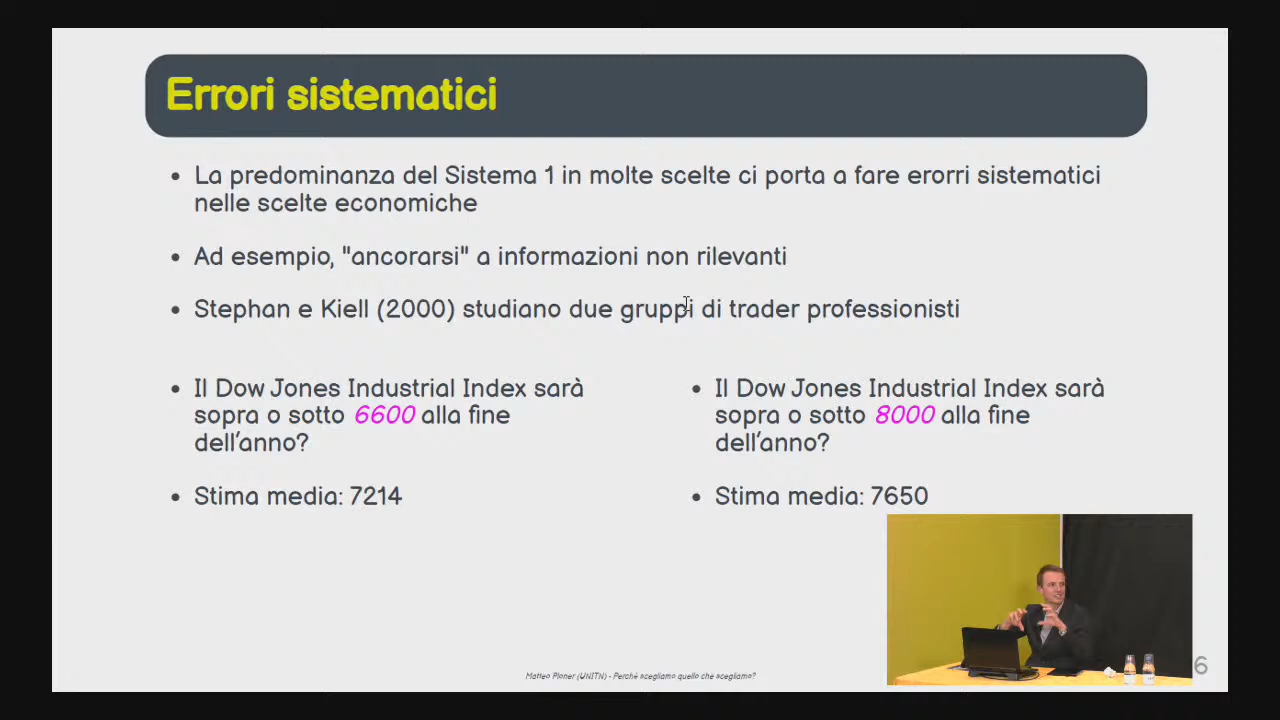 Errori sistematici
La predominanza del Sistema 1 in molte scelte ci porta a fare erorri sistematici
nelle scelte economiche
Ad esempio, "ancorarsi" a informazioni non rilevanti
Stephan e Kiell (2000) studiano due gruppi di trader professionisti
Il Dow Jones Industrial Index sarà
sopra o sotto 6600 alla fine
dell'anno?
Stima media: 7214
Il Dow Jones Industrial Index sarà
sopra o sotto 8000 alla fine
dell'anno?
Stima media: 7650
Matteo Ploner (UNITN) - Perchè scegliamo quello che scegliamo?
6